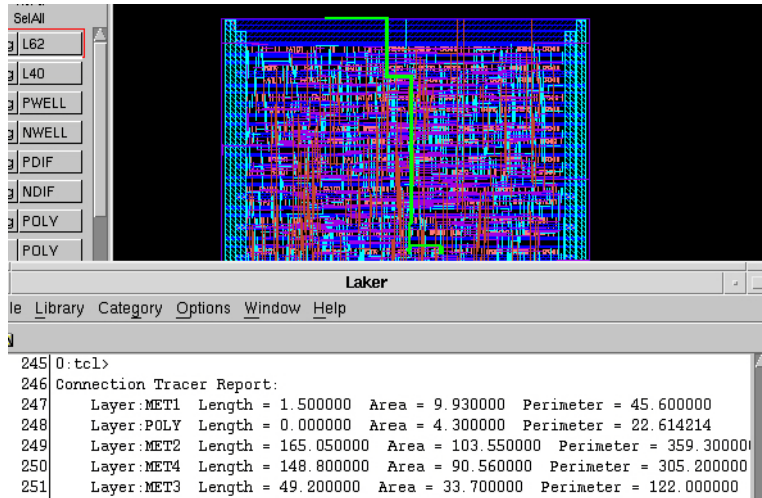 SelAll
g L62
g L40
g PWELL
g NWELL
g PDIF
g NDIF
g POLY
POLY
Laker
le Library Category Options Window Help
245 0:tcl>
246 Connection Tracer Report:
247 Layer:MET1 Length = 1.500000 Area = 9.930000 Perimeter = 45.600000
248 Layer:POLY Length = 0.000000 Area = 4.300000 Perimeter = 22.614214
249 Layer:MET2 Length = 165.050000 Area = 103.550000 Perimeter = 359.30000
250 Layer:MET4 Length = 148.800000 Area = 90.560000 Perimeter = 305.200000
251 Layer:MET3 Length = 49.200000 Area = 33.700000 Perimeter = 122.000000